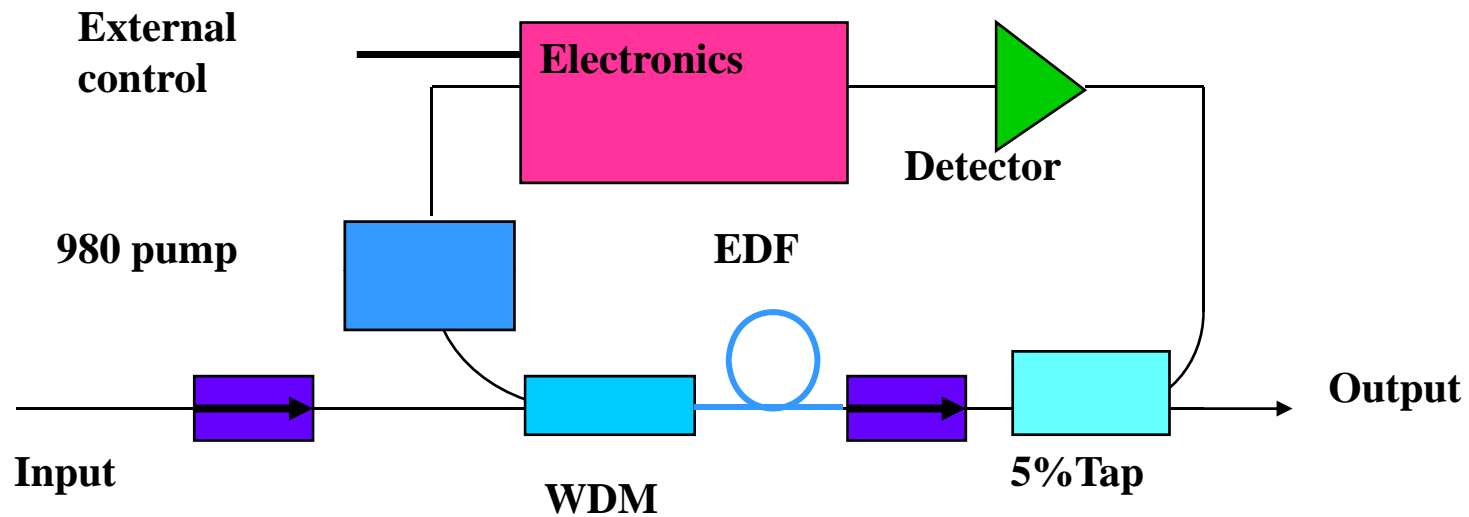 External
control
Electronics
Detector
980 pump
EDF
Output
Input
5%Tap
WDM